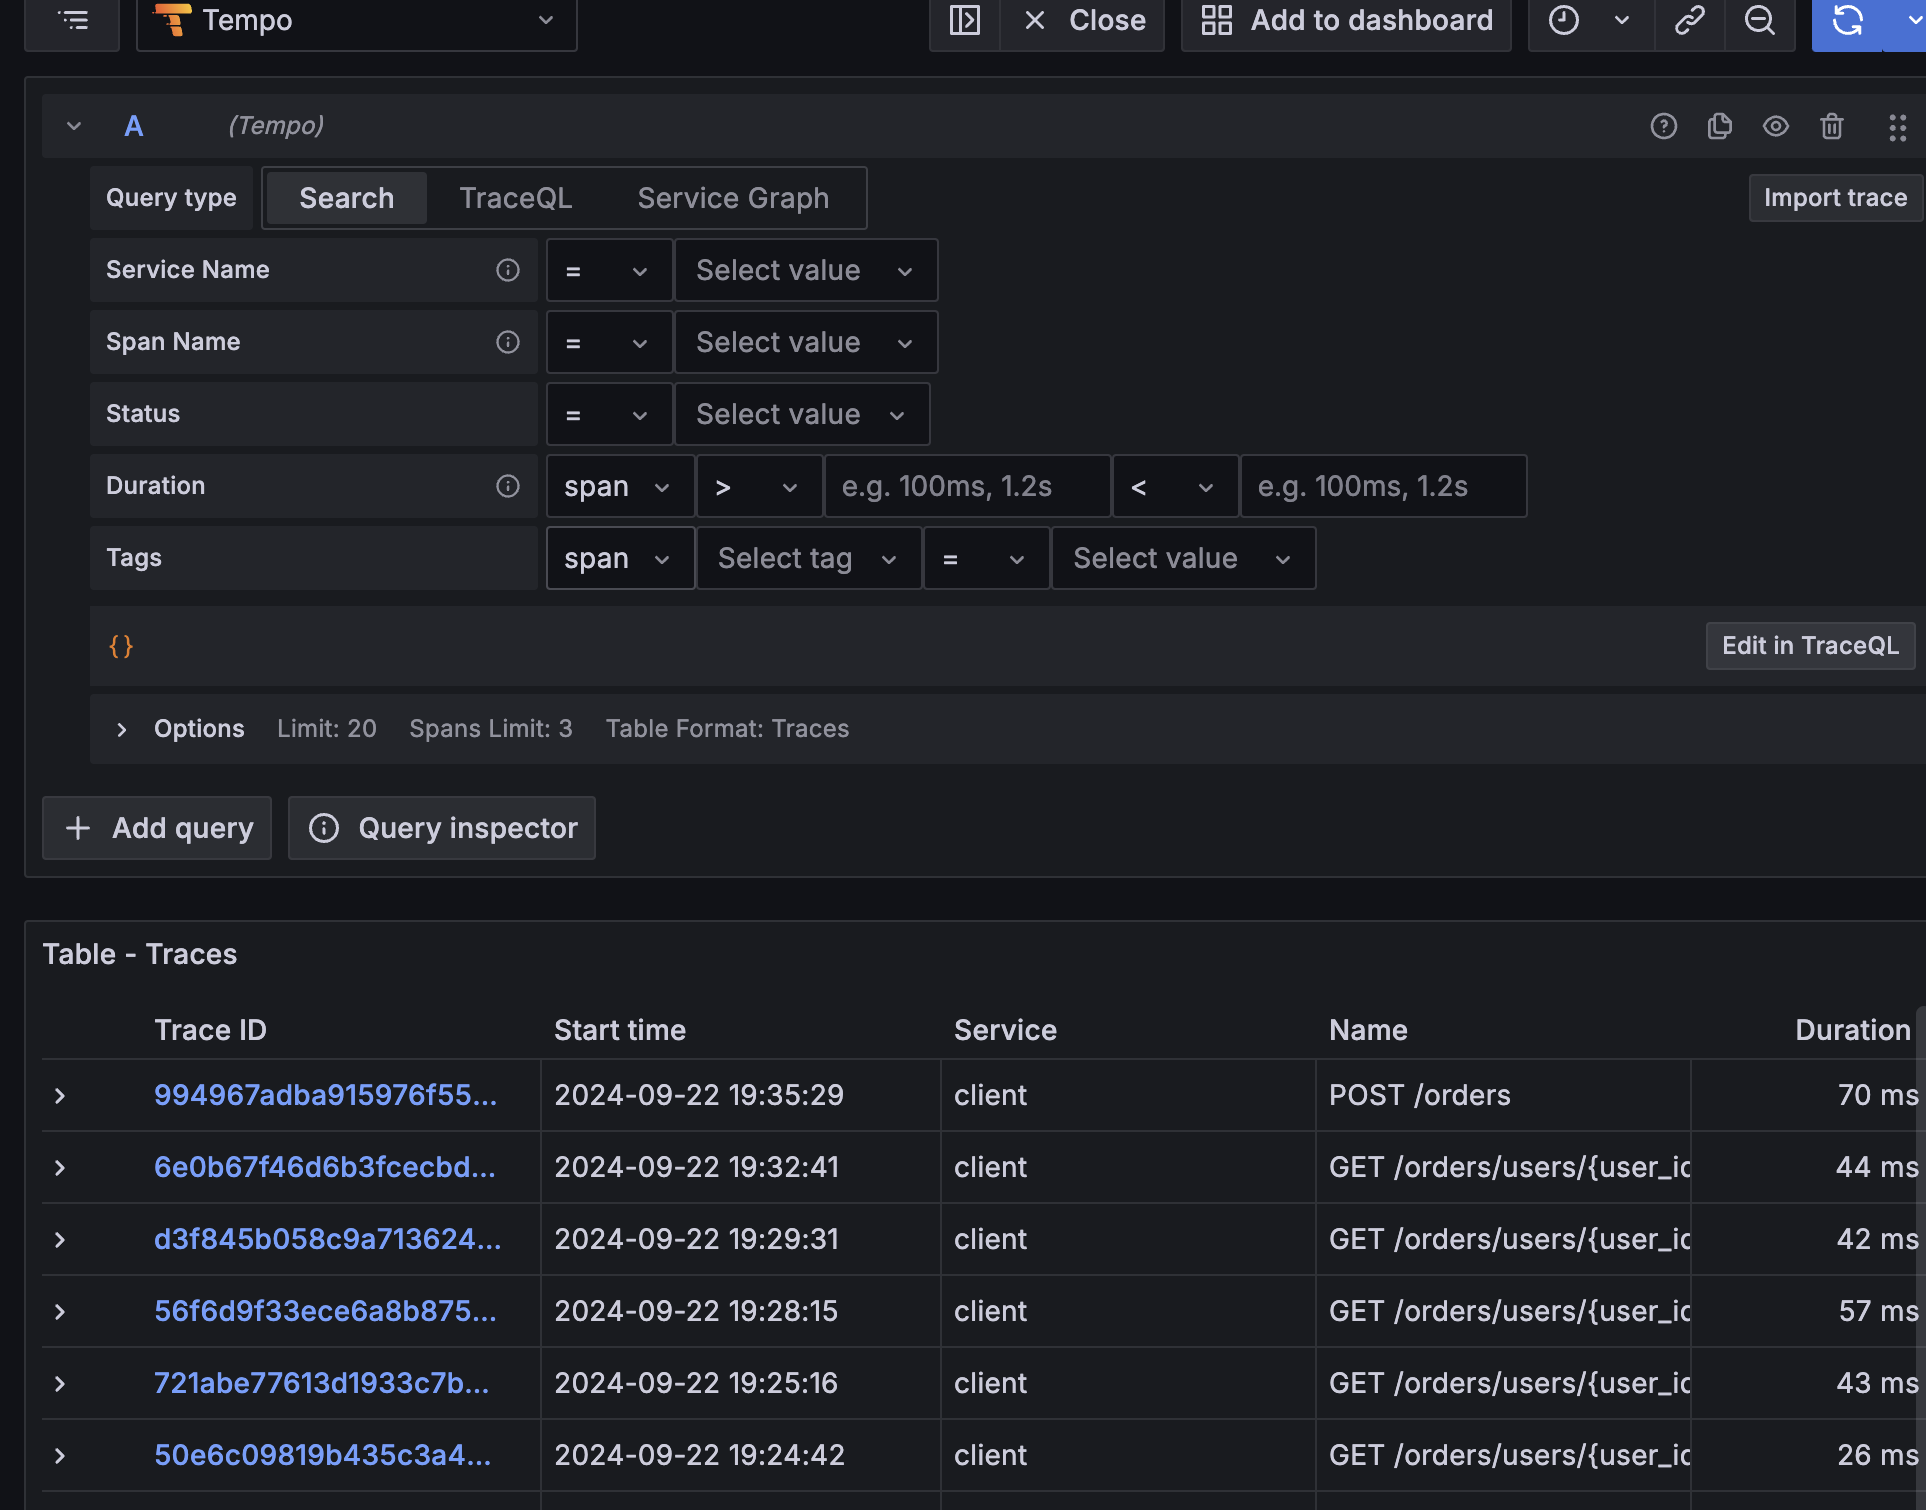 Tempo Close Add to dashboard
A (Tempo)
Query type Search TraceQL Service Graph Import trace
Service Name = Select value
Span Name = Select value
Status = Select value
Duration span > e.g. 100ms, 1.2s < e.g. 100ms, 1.2s
Tags span Select tag = Select value
{} Edit in TraceQL
Options Limit: 20 Spans Limit: 3 Table Format: Traces
Add query Query inspector
Table - Traces
Trace ID Start time Service Name Duration
994967adba915976f55... 2024-09-22 19:35:29 client POST /orders 70 ms
6e0b67f46d6b3fcecbd... 2024-09-22 19:32:41 client GET /orders/users/{user_id 44 ms
d3f845b058c9a713624... 2024-09-22 19:29:31 client GET /orders/users/{user_id 42 ms
56f6d9f33ece6a8b875... 2024-09-22 19:28:15 client GET /orders/users/{user_id 57 ms
721abe77613d1933c7b... 2024-09-22 19:25:16 client GET /orders/users/{user_id 43 ms
50e6c09819b435c3a4... 2024-09-22 19:24:42 client GET /orders/users/{user_id 26 ms